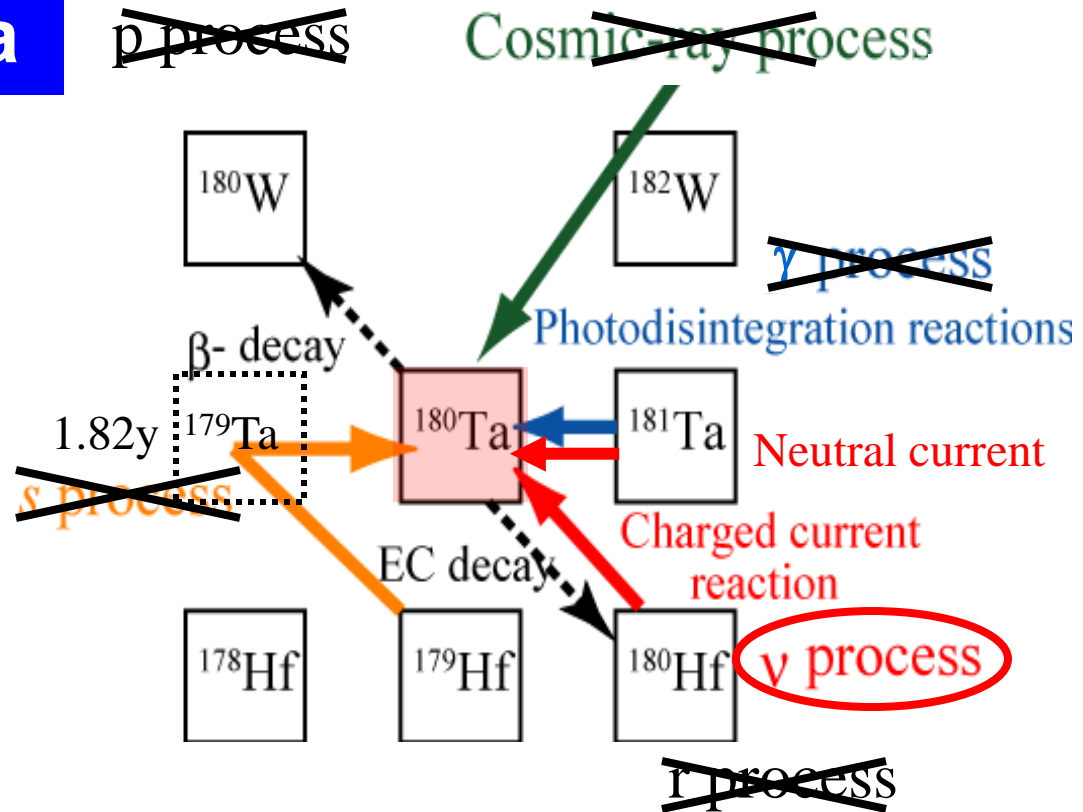 a
p process
Cosmic-ray process
¹⁸⁰W
¹⁸²W
γ process
Photodisintegration reactions
β- decay
1.82y
¹⁷⁹Ta
¹⁸⁰Ta
¹⁸¹Ta
Neutral current
s process
Charged current
reaction
EC decay
¹⁷⁸Hf
¹⁷⁹Hf
¹⁸⁰Hf
ν process
r process